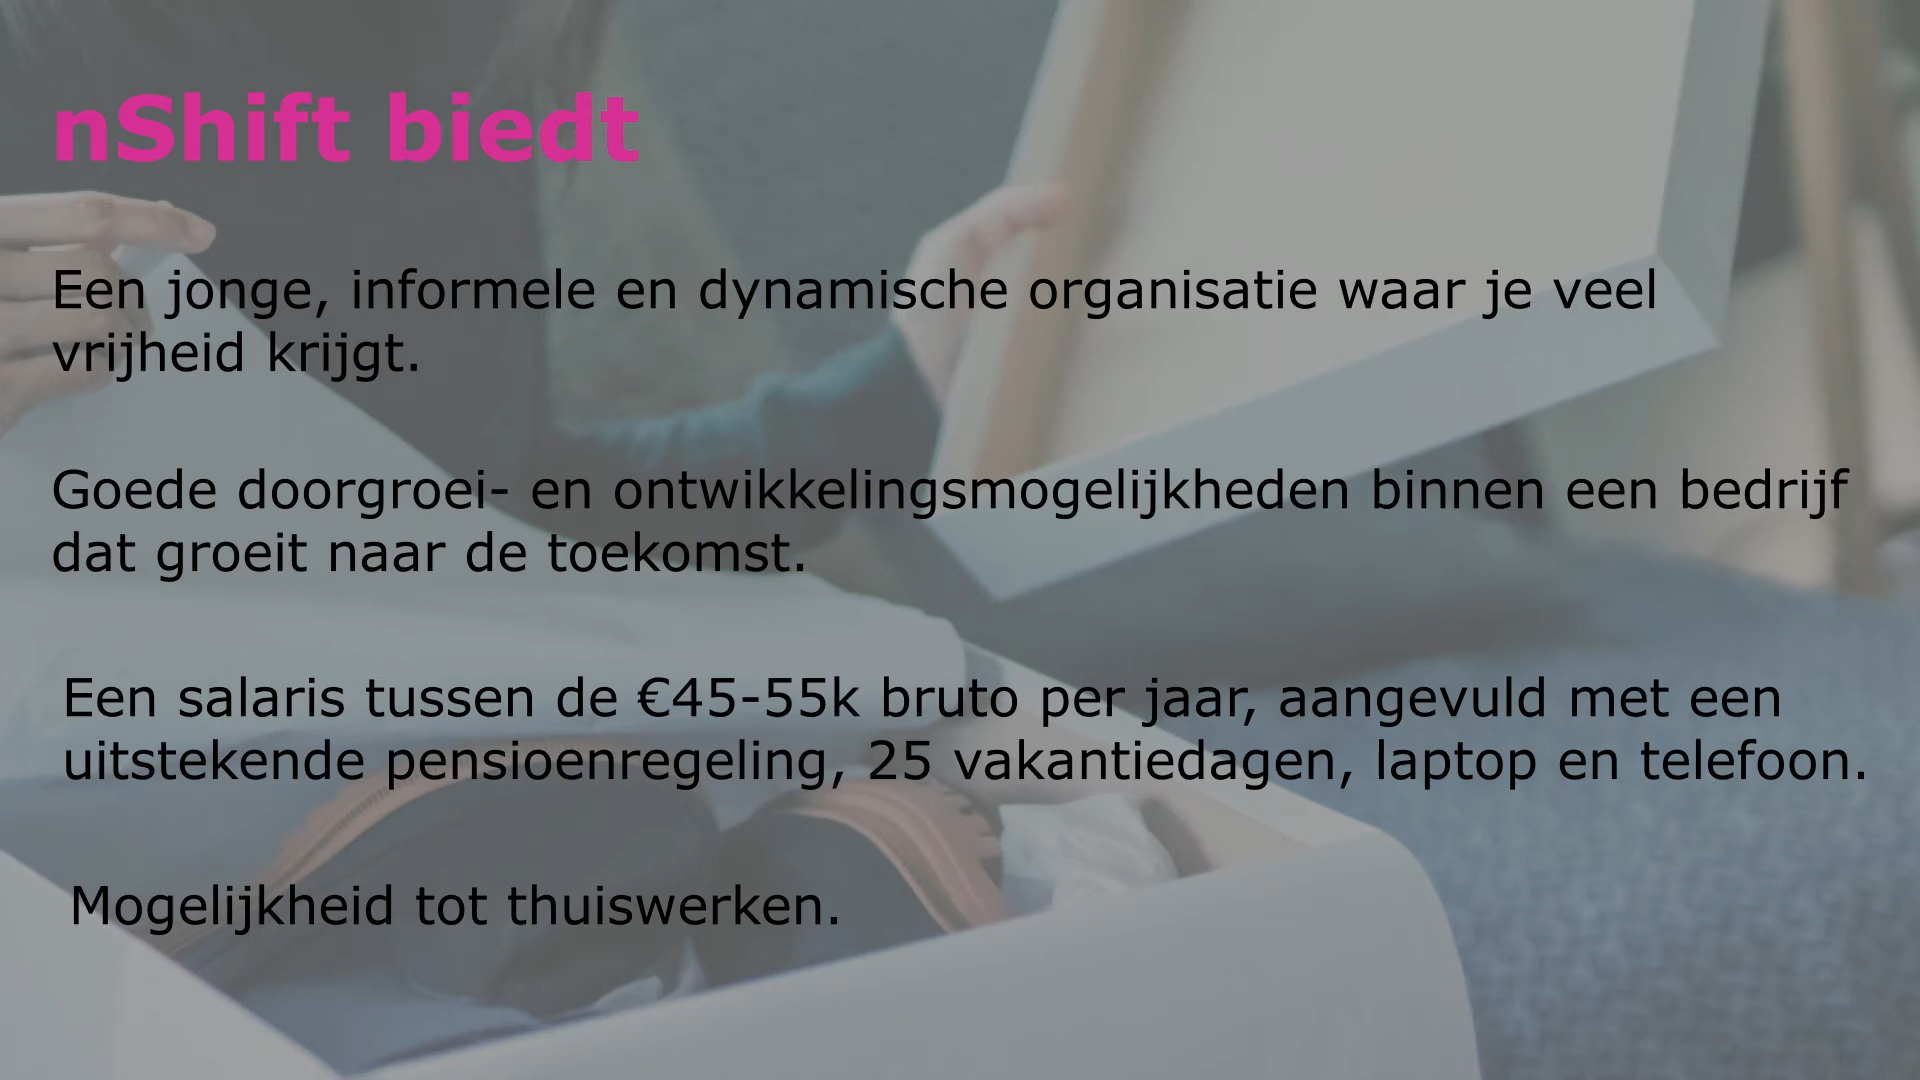 nShift biedt
Een jonge, informele en dynamische organisatie waar je veel
vrijheid krijgt.
Goede doorgroei- en ontwikkelingsmogelijkheden binnen een bedrijf
dat groeit naar de toekomst.
Een salaris tussen de €45-55k bruto per jaar, aangevuld met een
uitstekende pensioenregeling, 25 vakantiedagen, laptop en telefoon.
Mogelijkheid tot thuiswerken.